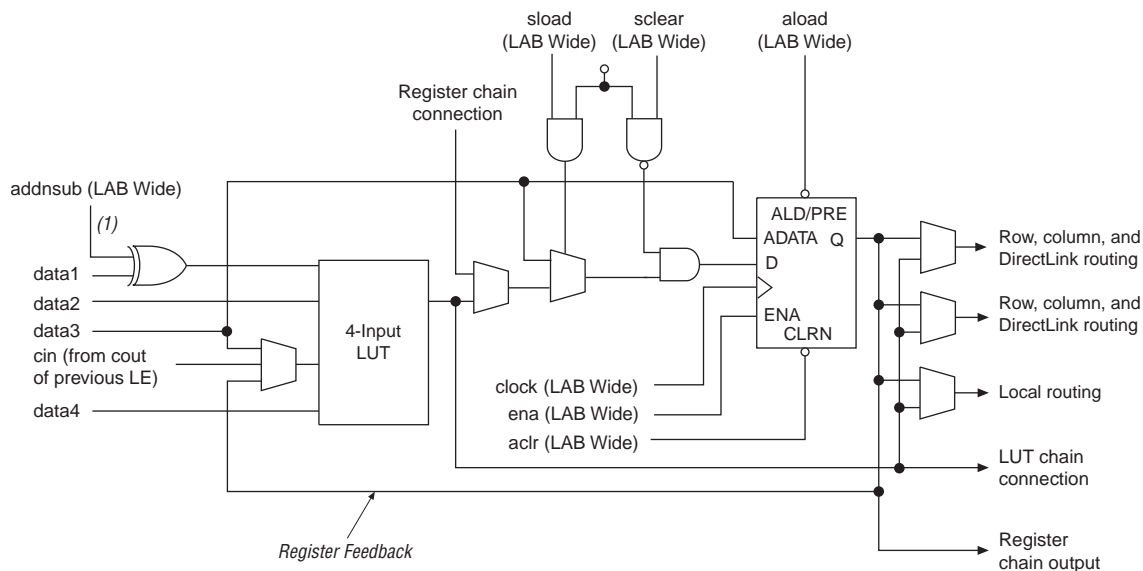 sload
(LAB Wide)
sclear
(LAB Wide)
aload
(LAB Wide)
Register chain
connection
addnsub (LAB Wide)
(1)
data1
data2
data3
cin (from cout
of previous LE)
data4
4-Input
LUT
ALD/PRE
ADATA
Q
D
ENA
CLRN
clock (LAB Wide)
ena (LAB Wide)
aclr (LAB Wide)
Row, column, and
DirectLink routing
Row, column, and
DirectLink routing
Local routing
LUT chain
connection
Register
chain output
Register Feedback